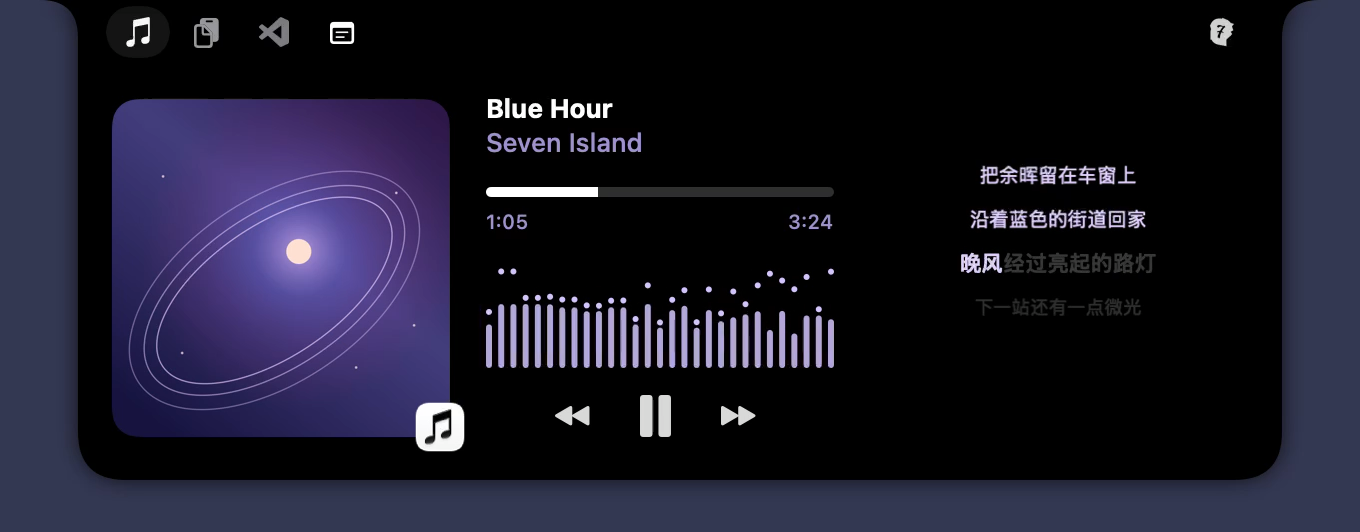 7
Blue Hour
Seven Island
1:05
3:24
把余晖留在车窗上
沿着蓝色的街道回家
晚风经过亮起的路灯
下一站还有一点微光